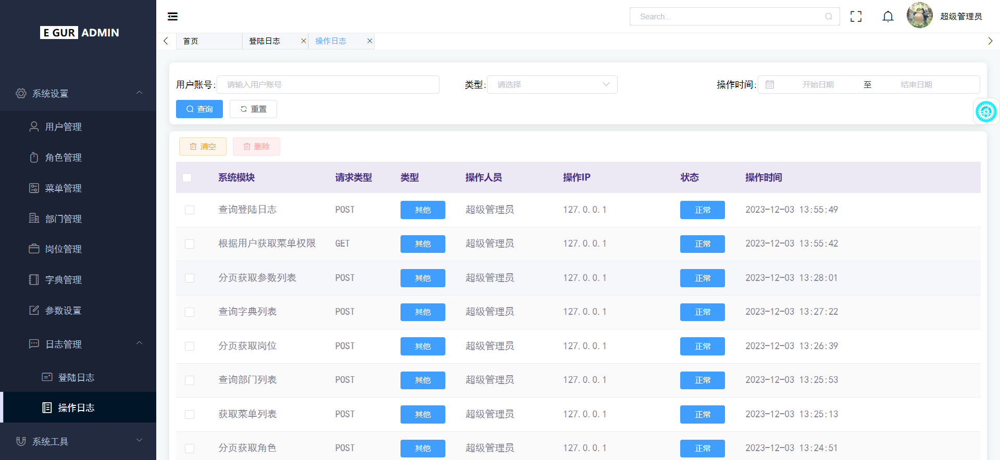 E GUR ADMIN
系统设置
用户管理
角色管理
菜单管理
部门管理
岗位管理
字典管理
参数设置
日志管理
登陆日志
操作日志
系统工具
Search...
超级管理员
首页
登陆日志
操作日志
用户账号: 请输入用户账号 类型: 请选择 操作时间: 开始日期 至 结束日期
查询 重置
清空 删除
系统模块 请求类型 类型 操作人员 操作IP 状态 操作时间
查询登陆日志 POST 其他 超级管理员 127.0.0.1 正常 2023-12-03 13:55:49
根据用户获取菜单权限 GET 其他 超级管理员 127.0.0.1 正常 2023-12-03 13:55:42
分页获取参数列表 POST 其他 超级管理员 127.0.0.1 正常 2023-12-03 13:28:01
查询字典列表 POST 其他 超级管理员 127.0.0.1 正常 2023-12-03 13:27:22
分页获取岗位 POST 其他 超级管理员 127.0.0.1 正常 2023-12-03 13:26:39
查询部门列表 POST 其他 超级管理员 127.0.0.1 正常 2023-12-03 13:25:53
获取菜单列表 POST 其他 超级管理员 127.0.0.1 正常 2023-12-03 13:25:13
分页获取角色 POST 其他 超级管理员 127.0.0.1 正常 2023-12-03 13:24:51